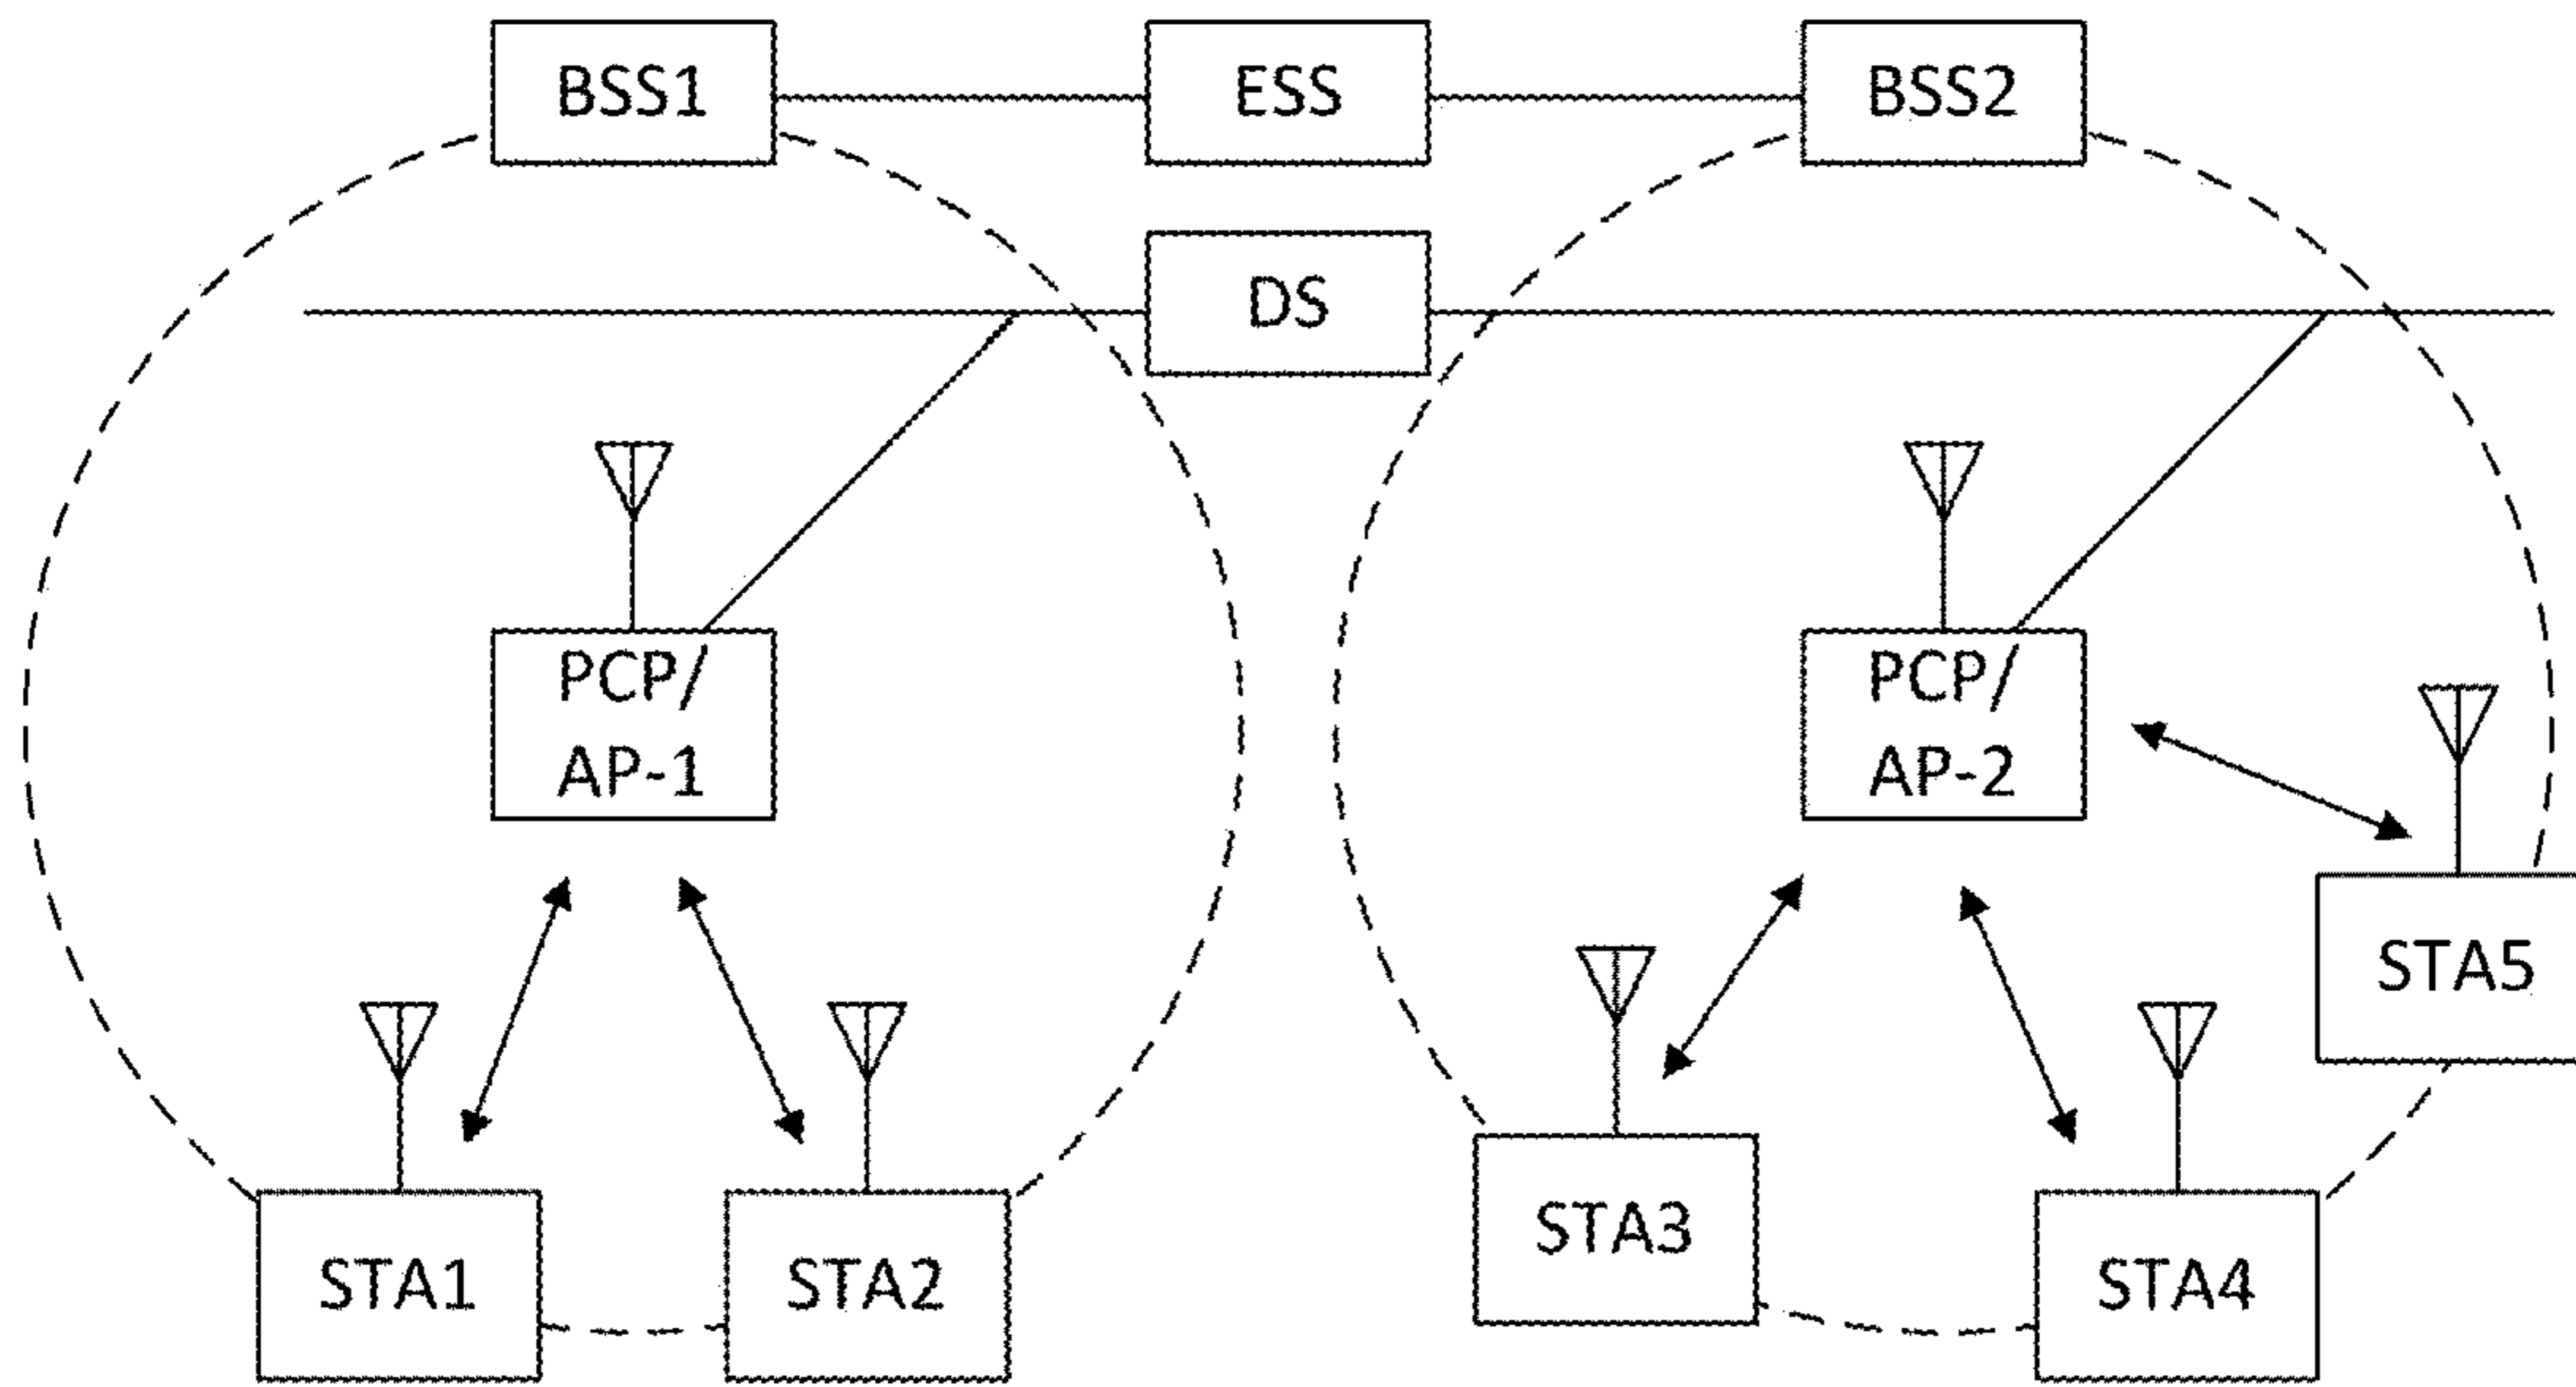 BSS1
ESS
BSS2
DS
PCP/
AP-1
PCP/
AP-2
STA5
STA3
STA1
STA2
STA4